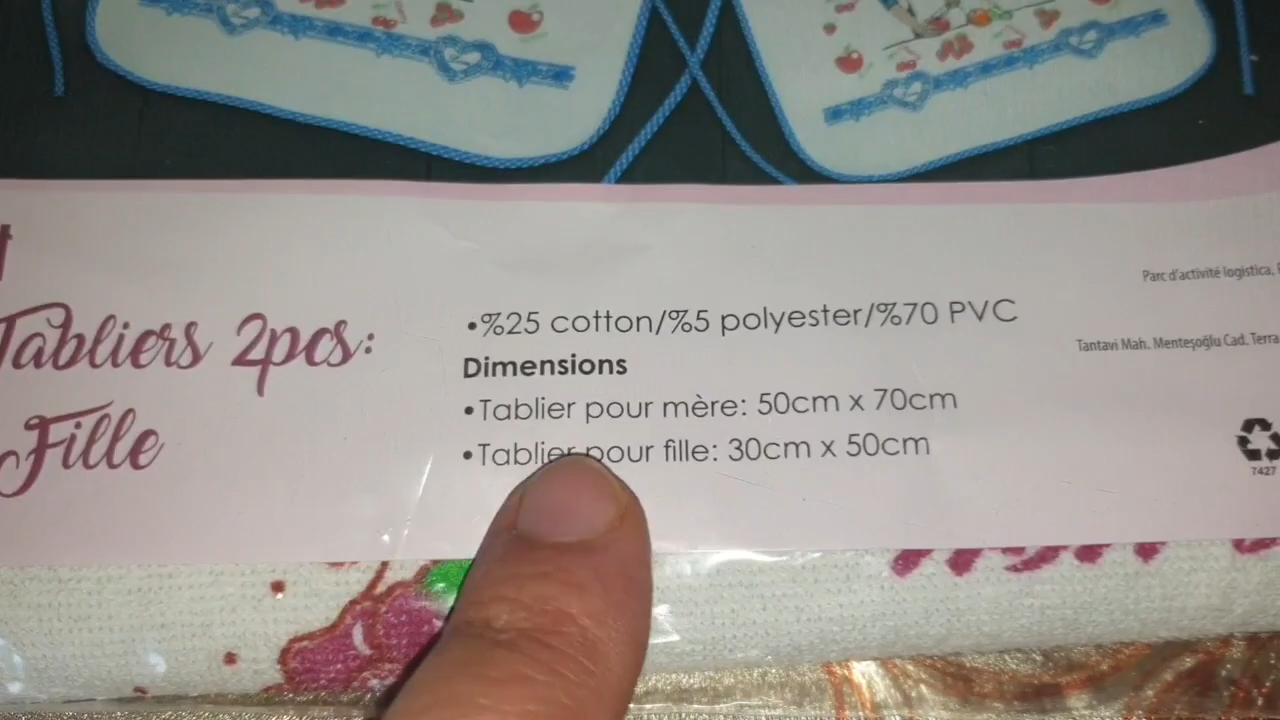 Tabliers 2pcs:
Fille
•%25 cotton/%5 polyester/%70 PVC
Dimensions
•Tablier pour mère: 50cm x 70cm
•Tablier pour fille: 30cm x 50cm
Parc d'activité logistica,
Tantavi Mah. Menteşoğlu Cad. Terra
7427